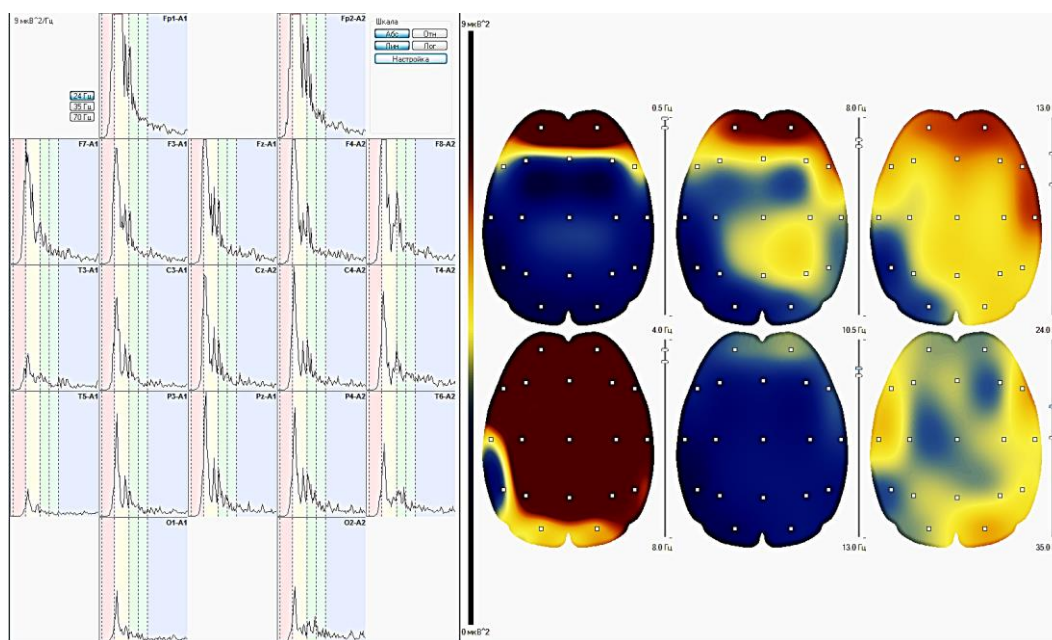 9 мкВ^2/Гц
Fp1-A1
Fp2-A2
Шкала
Абс
Отн
Лин
Лог
Настройка
24 Гц
35 Гц
70 Гц
F7-A1
F3-A1
Fz-A1
F4-A2
F8-A2
T3-A1
C3-A1
Cz-A2
C4-A2
T4-A2
T5-A1
P3-A1
Pz-A1
P4-A2
T6-A2
O1-A1
O2-A2
9 мкВ^2
0.5 Гц
8.0 Гц
13.0
4.0 Гц
10.5 Гц
24.0
8.0 Гц
13.0 Гц
35.0
0 мкВ^2